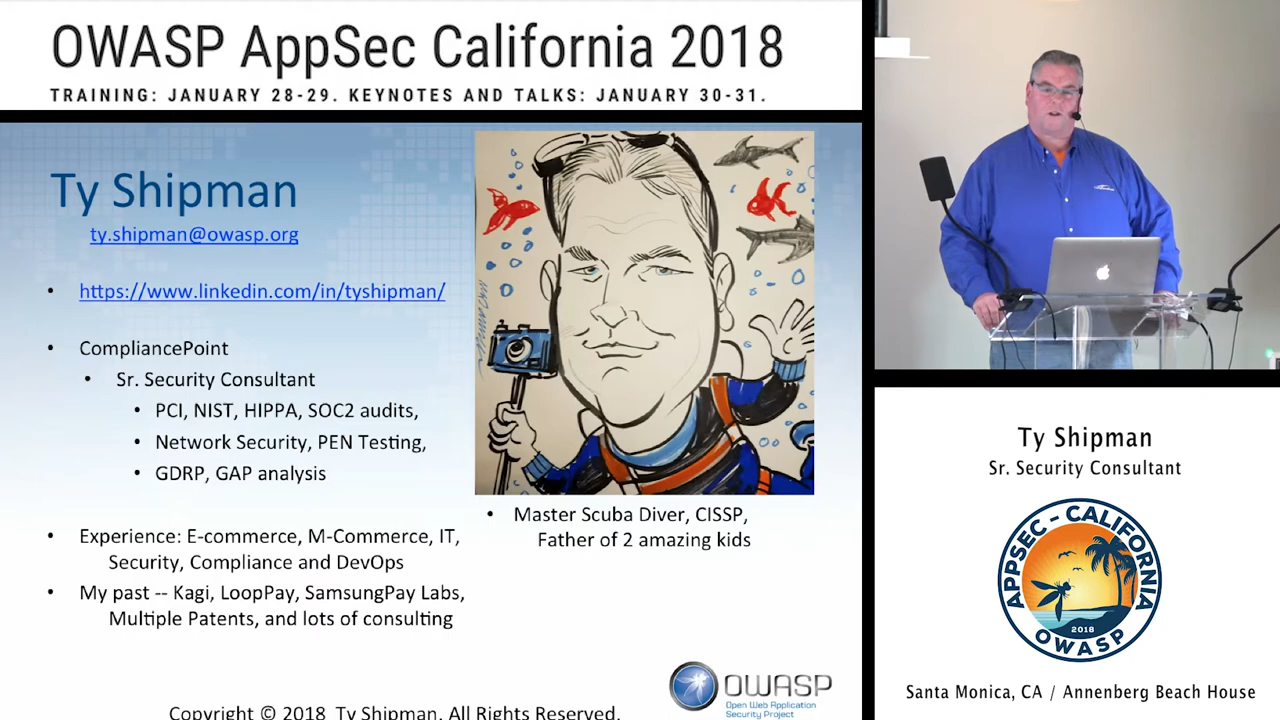 OWASP AppSec California 2018
TRAINING: JANUARY 28-29. KEYNOTES AND TALKS: JANUARY 30-31.
Ty Shipman
ty.shipman@owasp.org
• https://www.linkedin.com/in/tyshipman/
• CompliancePoint
• Sr. Security Consultant
• PCI, NIST, HIPPA, SOC2 audits,
• Network Security, PEN Testing,
• GDRP, GAP analysis
• Experience: E-commerce, M-Commerce, IT,
Security, Compliance and DevOps
• My past -- Kagi, LoopPay, SamsungPay Labs,
Multiple Patents, and lots of consulting
• Master Scuba Diver, CISSP,
Father of 2 amazing kids
OWASP
Open Web Application
Security Project
Copyright © 2018 Ty Shipman. All Rights Reserved.
Ty Shipman
Sr. Security Consultant
APPSEC - CALIFORNIA
2018
OWASP
Santa Monica, CA / Annenberg Beach House